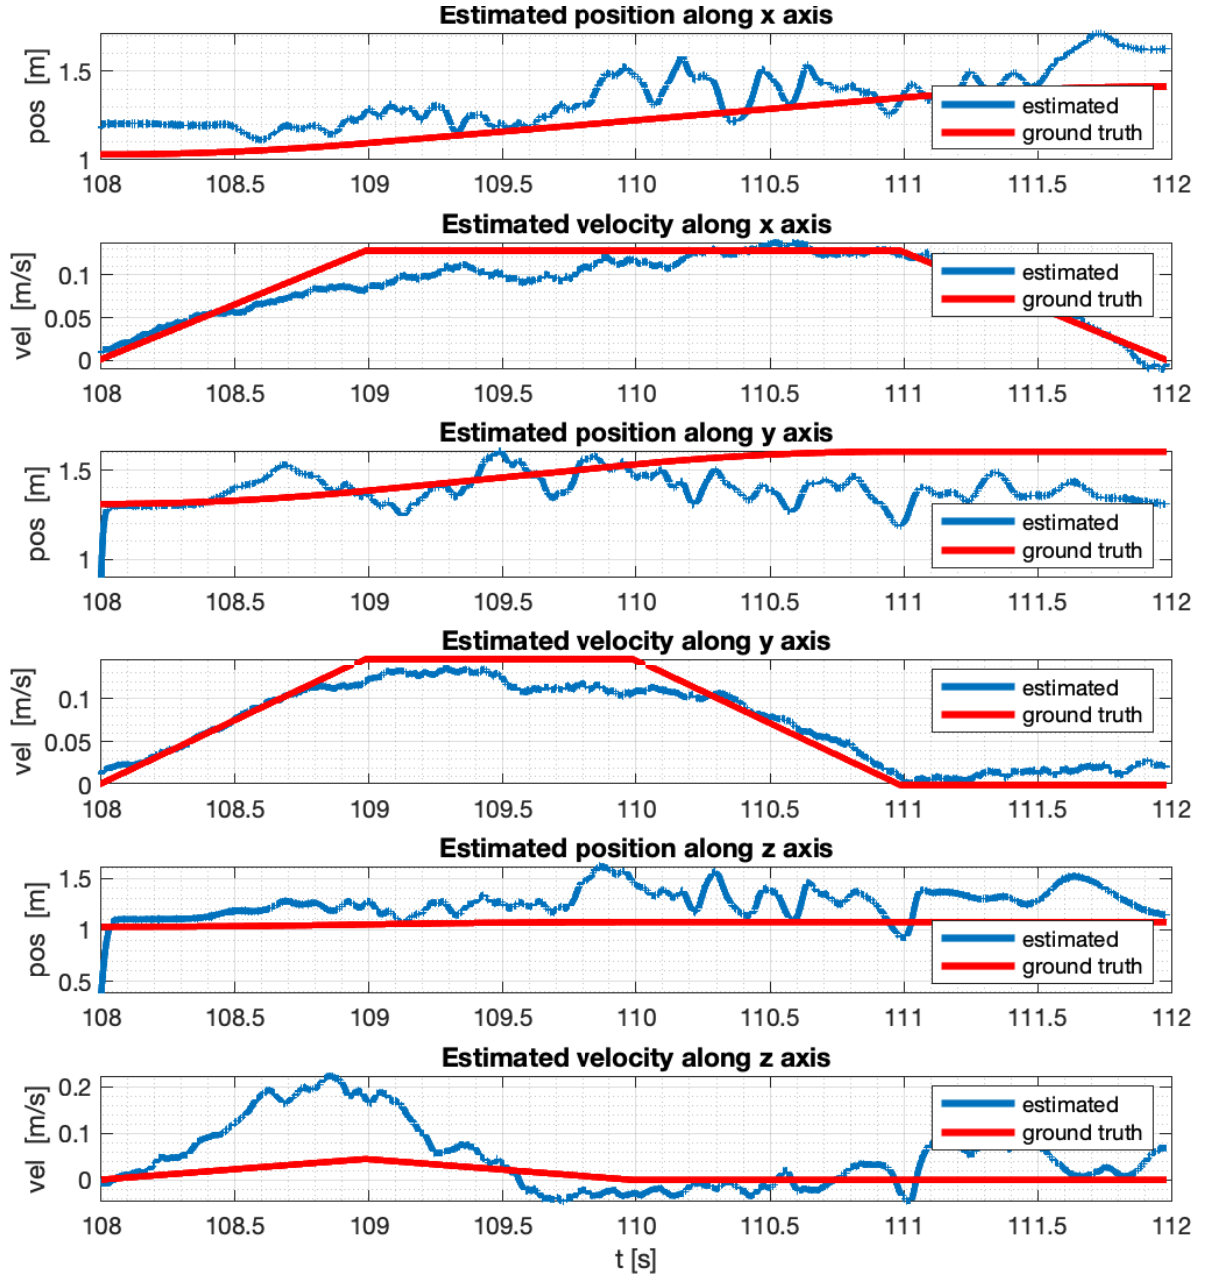 Estimated position along x axis
pos [m]
1.5
1
estimated
ground truth
108 108.5 109 109.5 110 110.5 111 111.5 112
Estimated velocity along x axis
vel [m/s]
0.1
0.05
0
estimated
ground truth
108 108.5 109 109.5 110 110.5 111 111.5 112
Estimated position along y axis
pos [m]
1.5
1
estimated
ground truth
108 108.5 109 109.5 110 110.5 111 111.5 112
Estimated velocity along y axis
vel [m/s]
0.1
0.05
0
estimated
ground truth
108 108.5 109 109.5 110 110.5 111 111.5 112
Estimated position along z axis
pos [m]
1.5
1
0.5
estimated
ground truth
108 108.5 109 109.5 110 110.5 111 111.5 112
Estimated velocity along z axis
vel [m/s]
0.2
0.1
0
estimated
ground truth
108 108.5 109 109.5 110 110.5 111 111.5 112
t [s]